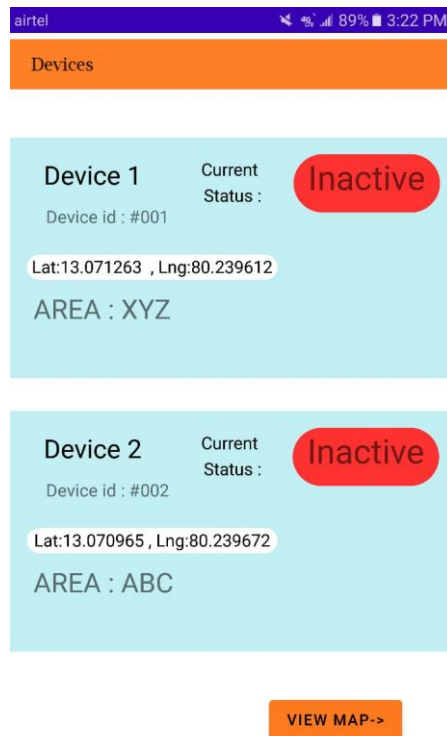 airtel 89% 3:22 PM
Devices
Device 1
Current
Status :
Inactive
Device id : #001
Lat:13.071263 , Lng:80.239612
AREA : XYZ
Device 2
Current
Status :
Inactive
Device id : #002
Lat:13.070965 , Lng:80.239672
AREA : ABC
VIEW MAP->